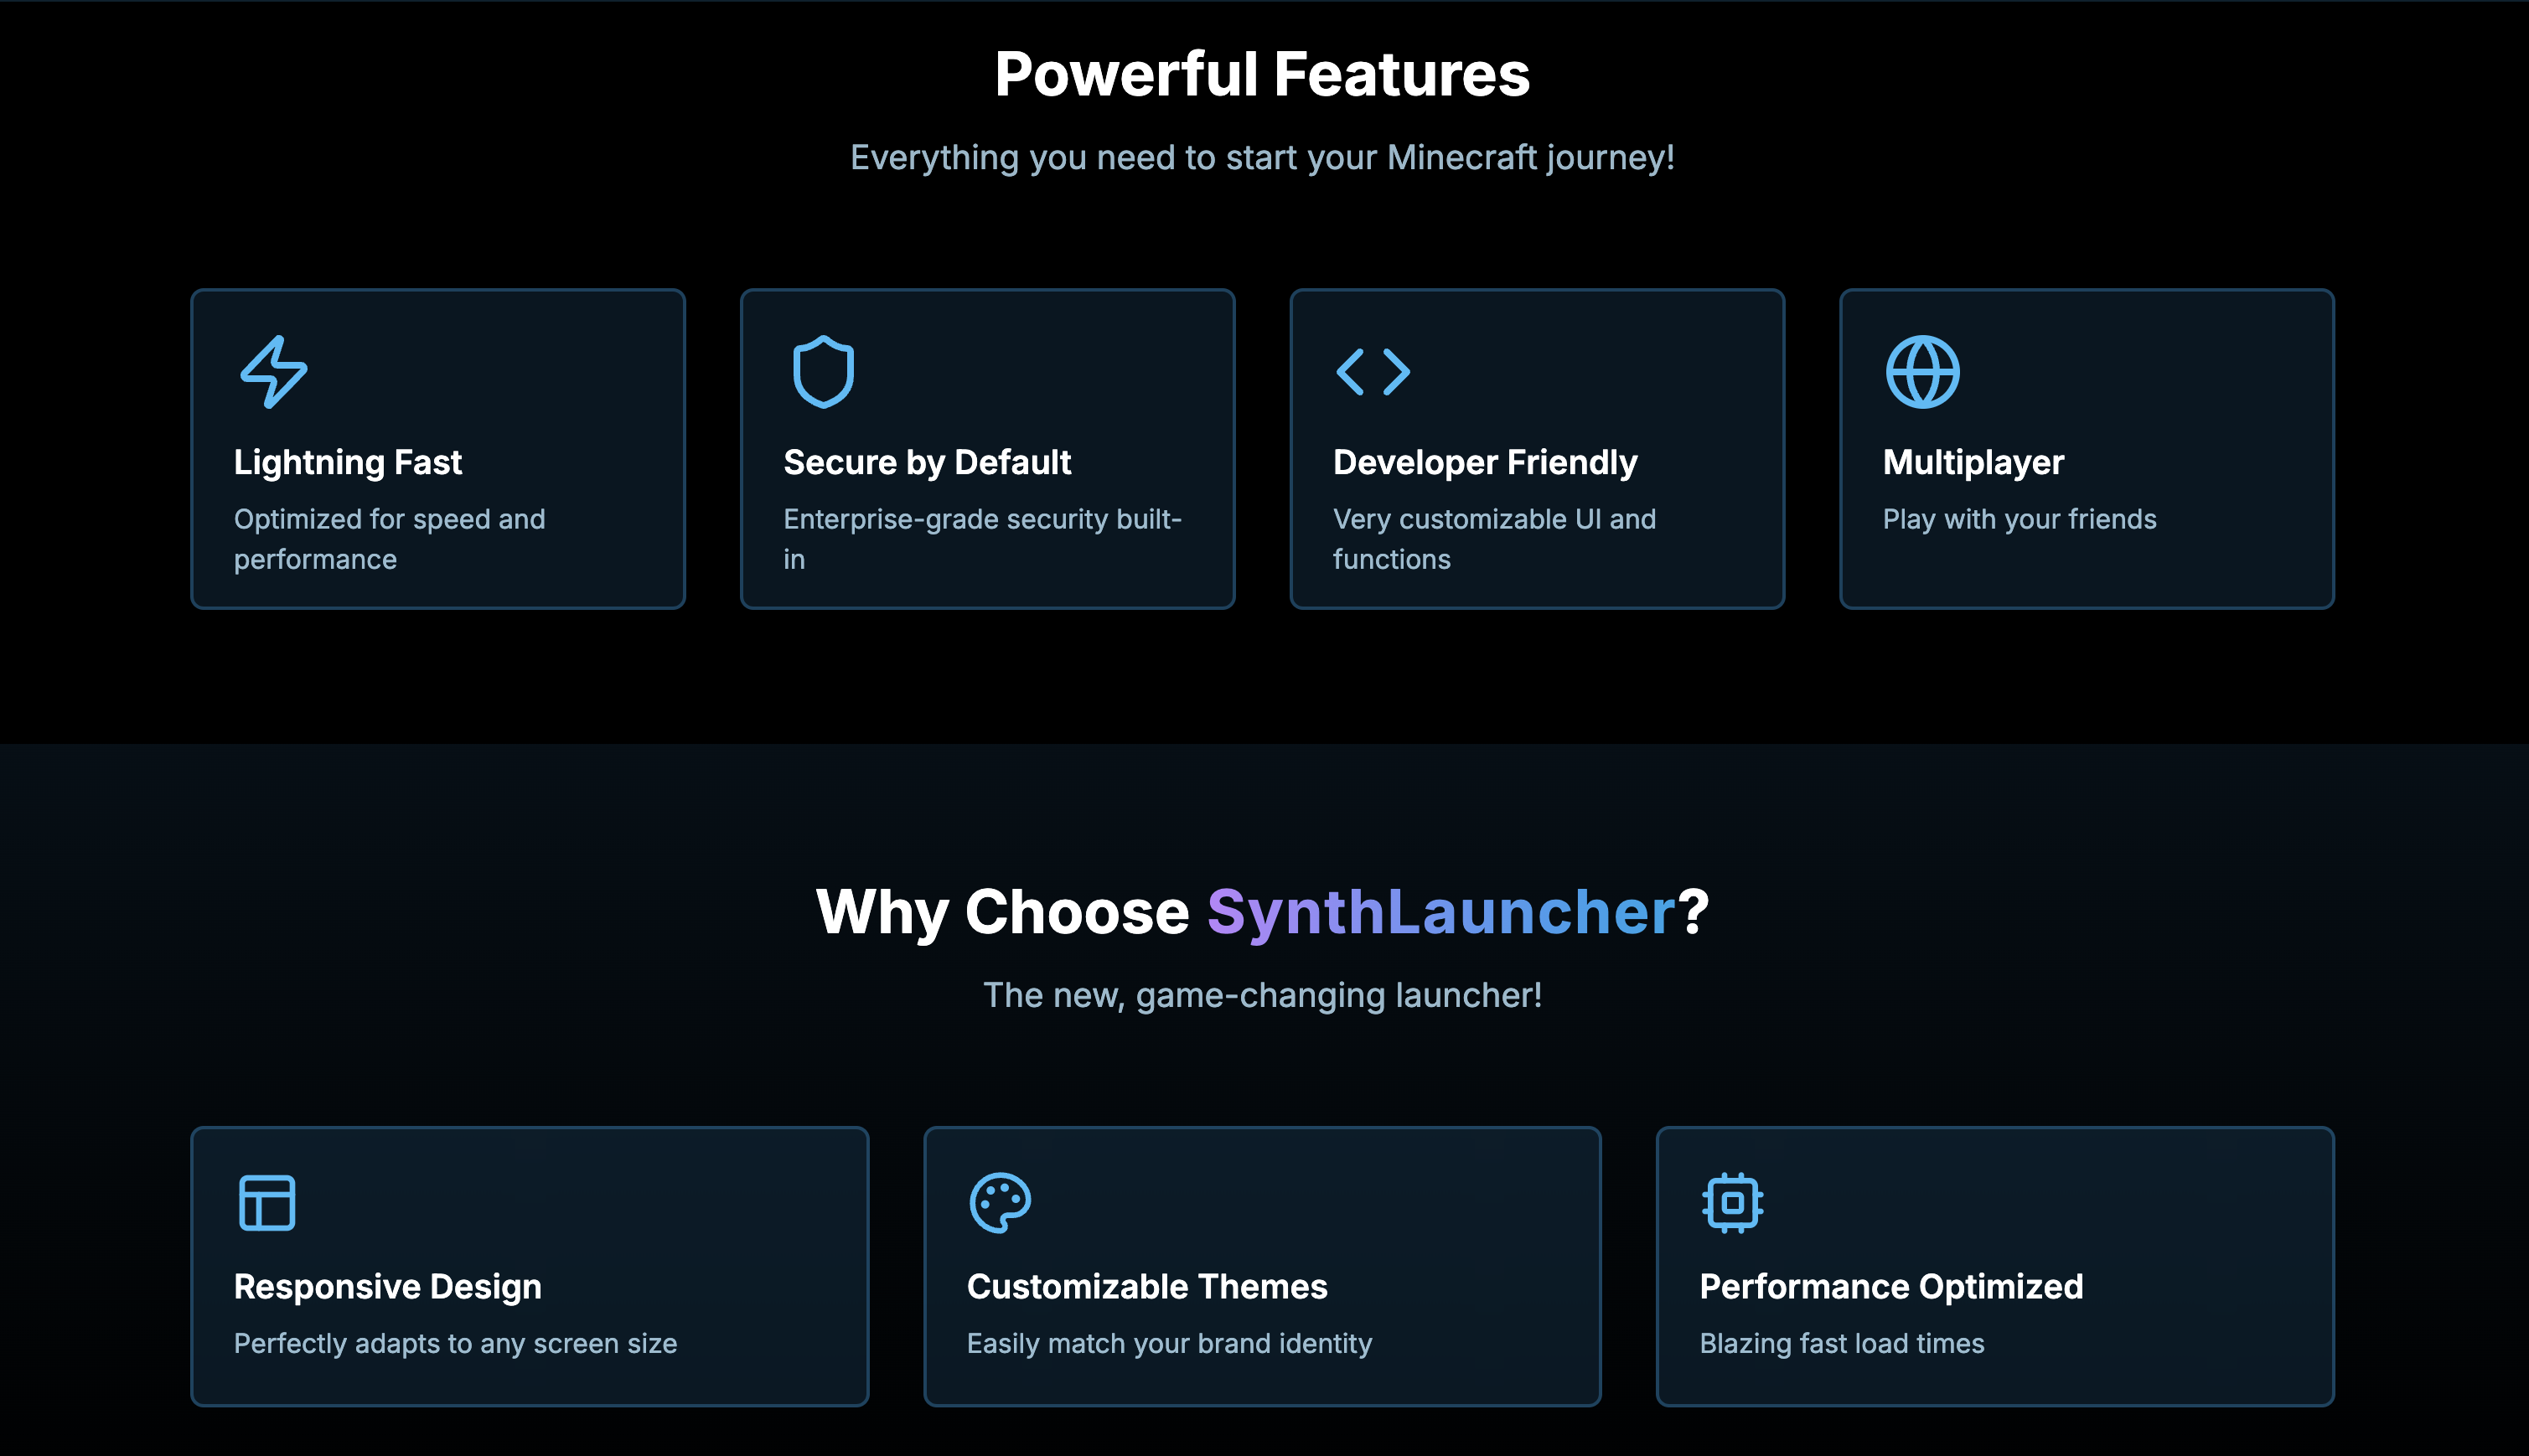 Powerful Features
Everything you need to start your Minecraft journey!
Lightning Fast
Optimized for speed and
performance
Secure by Default
Enterprise-grade security built-
in
Developer Friendly
Very customizable UI and
functions
Multiplayer
Play with your friends
Why Choose SynthLauncher?
The new, game-changing launcher!
Responsive Design
Perfectly adapts to any screen size
Customizable Themes
Easily match your brand identity
Performance Optimized
Blazing fast load times